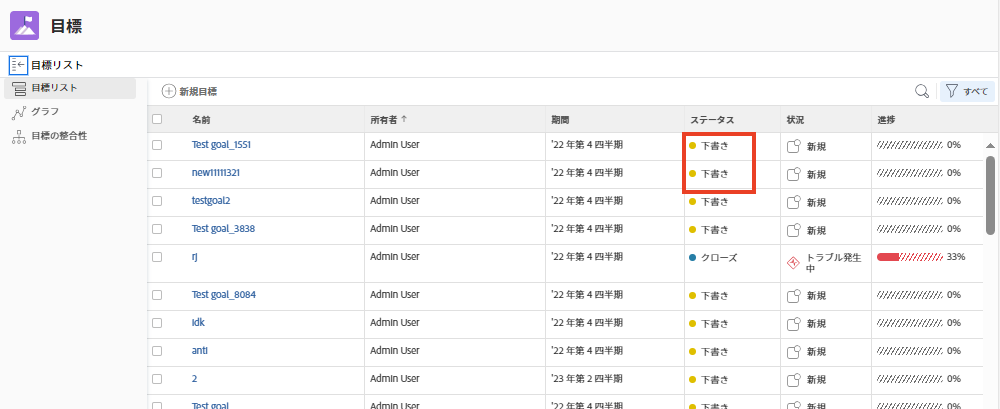 目標
目標リスト
目標リスト
グラフ
目標の整合性
新規目標
すべて
名前 所有者 ↑ 期間 ステータス 状況 進捗
Test goal_1551 Admin User '22 年第 4 四半期 下書き 新規 0%
new11111321 Admin User '22 年第 4 四半期 下書き 新規 0%
testgoal2 Admin User '22 年第 4 四半期 下書き 新規 0%
Test goal_3838 Admin User '22 年第 4 四半期 下書き 新規 0%
rj Admin User '22 年第 4 四半期 クローズ トラブル発生 33%
中
Test goal_8084 Admin User '22 年第 4 四半期 下書き 新規 0%
idk Admin User '22 年第 4 四半期 下書き 新規 0%
anti Admin User '22 年第 4 四半期 下書き 新規 0%
2 Admin User '23 年第 2 四半期 下書き 新規 0%
Test goal_ Admin User '22 年第 4 四半期 下書き 新規 0%